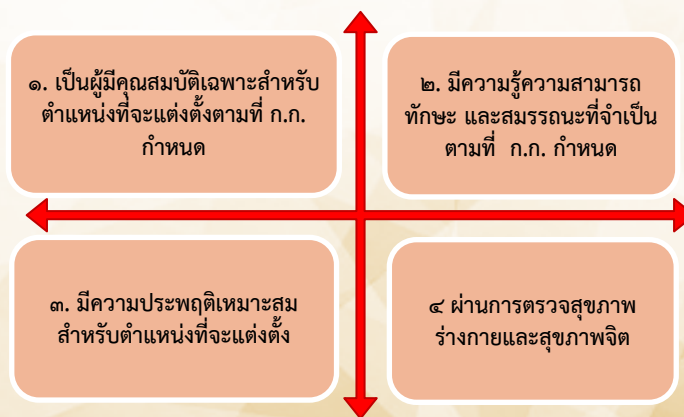 ๑. เป็นผู้มีคุณสมบัติเฉพาะสำหรับ
ตำแหน่งที่จะแต่งตั้งตามที่ ก.ก.
กำหนด
๒. มีความรู้ความสามารถ
ทักษะ และสมรรถนะที่จำเป็น
ตามที่ ก.ก. กำหนด
๓. มีความประพฤติเหมาะสม
สำหรับตำแหน่งที่จะแต่งตั้ง
๔ ผ่านการตรวจสุขภาพ
ร่างกายและสุขภาพจิต